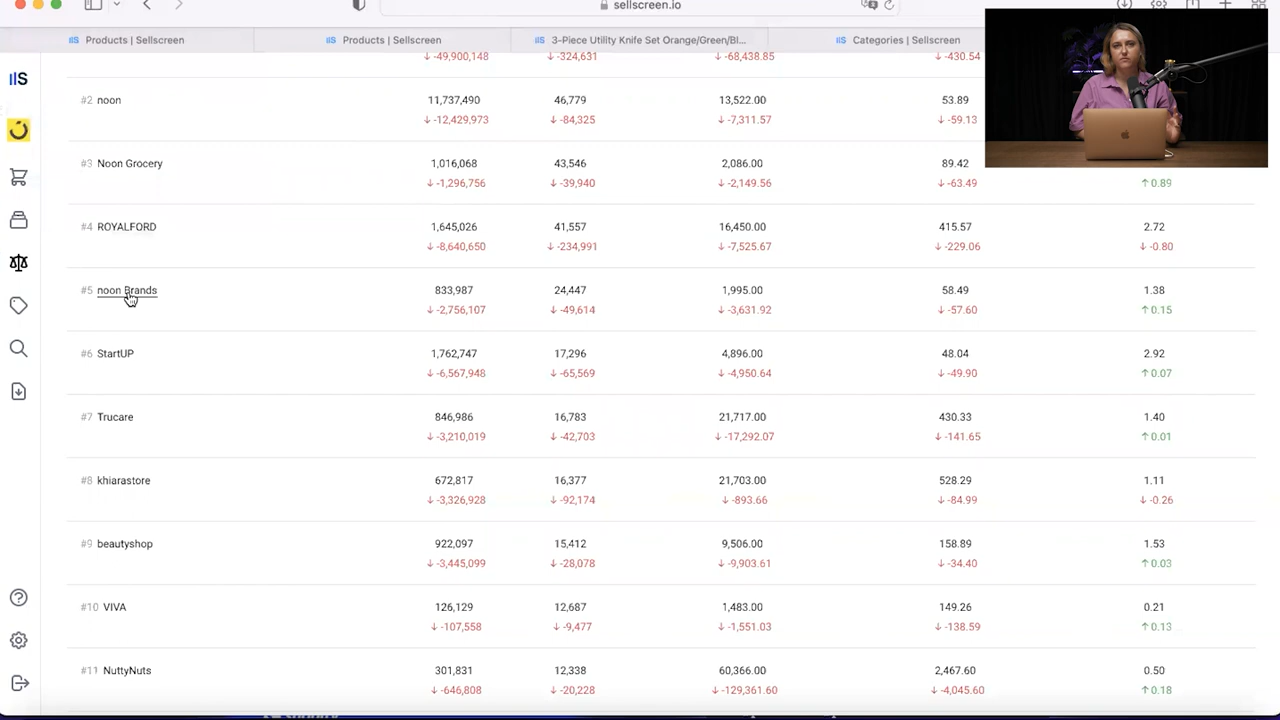 sellscreen.io
Products | Sellscreen
Products | Sellscreen
3-Piece Utility Knife Set Orange/Green/Bl...
Categories | Sellscreen
↓ -49,900,148 ↓ -324,631 ↓ -68,438.85 ↓ -430.54
#2 noon 11,737,490 46,779 13,522.00 53.89
↓ -12,429,973 ↓ -84,325 ↓ -7,311.57 ↓ -59.13
#3 Noon Grocery 1,016,068 43,546 2,086.00 89.42
↓ -1,296,756 ↓ -39,940 ↓ -2,149.56 ↓ -63.49 ↑ 0.89
#4 ROYALFORD 1,645,026 41,557 16,450.00 415.57 2.72
↓ -8,640,650 ↓ -234,991 ↓ -7,525.67 ↓ -229.06 ↓ -0.80
#5 noon Brands 833,987 24,447 1,995.00 58.49 1.38
↓ -2,756,107 ↓ -49,614 ↓ -3,631.92 ↓ -57.60 ↑ 0.15
#6 StartUP 1,762,747 17,296 4,896.00 48.04 2.92
↓ -6,567,948 ↓ -65,569 ↓ -4,950.64 ↓ -49.90 ↑ 0.07
#7 Trucare 846,986 16,783 21,717.00 430.33 1.40
↓ -3,210,019 ↓ -42,703 ↓ -17,292.07 ↓ -141.65 ↑ 0.01
#8 khiarastore 672,817 16,377 21,703.00 528.29 1.11
↓ -3,326,928 ↓ -92,174 ↓ -893.66 ↓ -84.99 ↓ -0.26
#9 beautyshop 922,097 15,412 9,506.00 158.89 1.53
↓ -3,445,099 ↓ -28,078 ↓ -9,903.61 ↓ -34.40 ↑ 0.03
#10 VIVA 126,129 12,687 1,483.00 149.26 0.21
↓ -107,558 ↓ -9,477 ↓ -1,551.03 ↓ -138.59 ↑ 0.13
#11 NuttyNuts 301,831 12,338 60,366.00 2,467.60 0.50
↓ -646,808 ↓ -20,228 ↓ -129,361.60 ↓ -4,045.60 ↑ 0.18